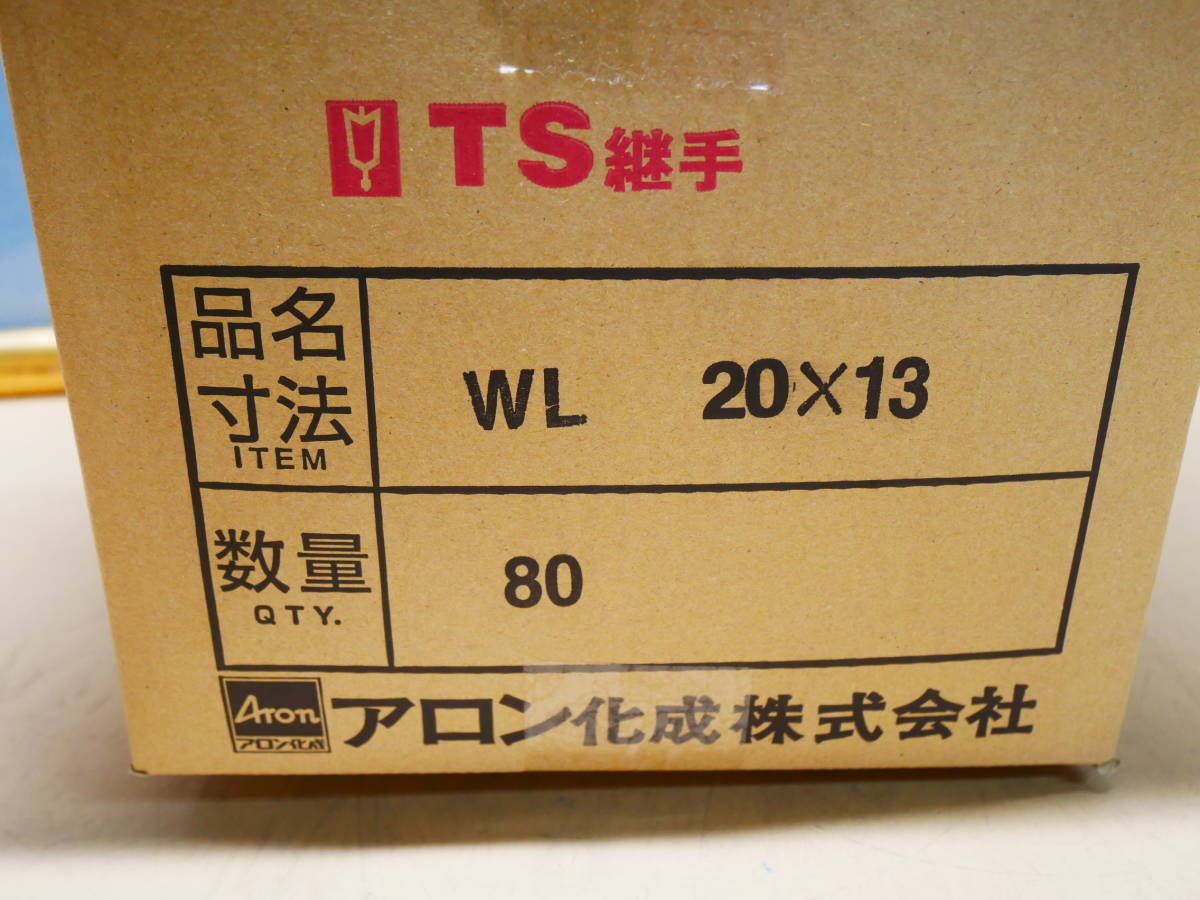 TS継手
品名
寸法
ITEM
WL 20×13
数量
QTY.
80
Aron
アロン化成
アロン化成株式会社